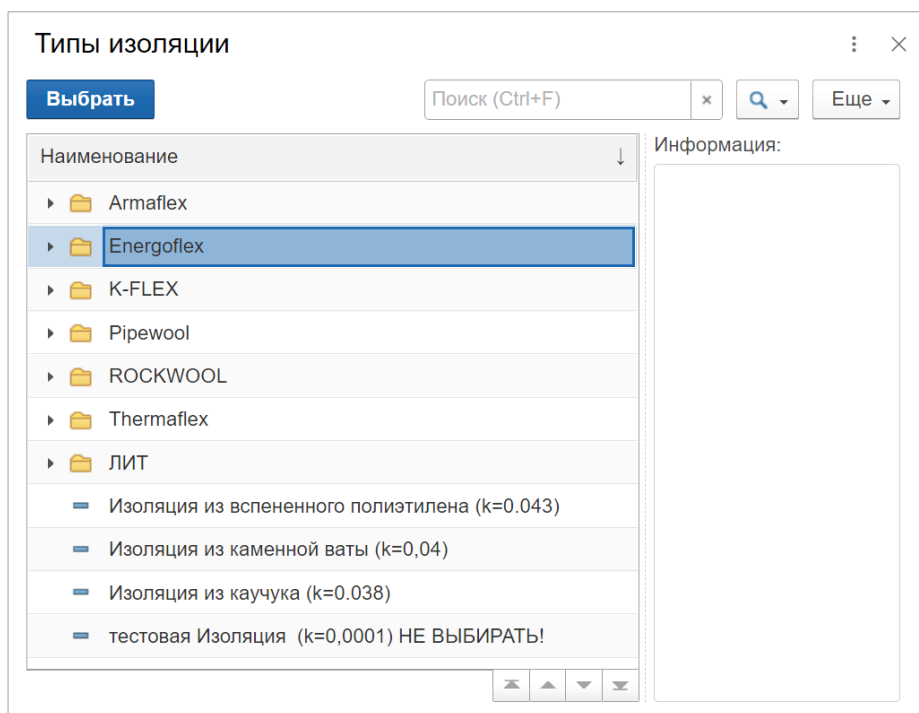 Типы изоляции
Выбрать
Поиск (Ctrl+F)
Еще
Наименование
Информация:
Armaflex
Energoflex
K-FLEX
Pipewool
ROCKWOOL
Thermaflex
ЛИТ
Изоляция из вспененного полиэтилена (k=0.043)
Изоляция из каменной ваты (k=0,04)
Изоляция из каучука (k=0.038)
тестовая Изоляция  (k=0,0001) НЕ ВЫБИРАТЬ!